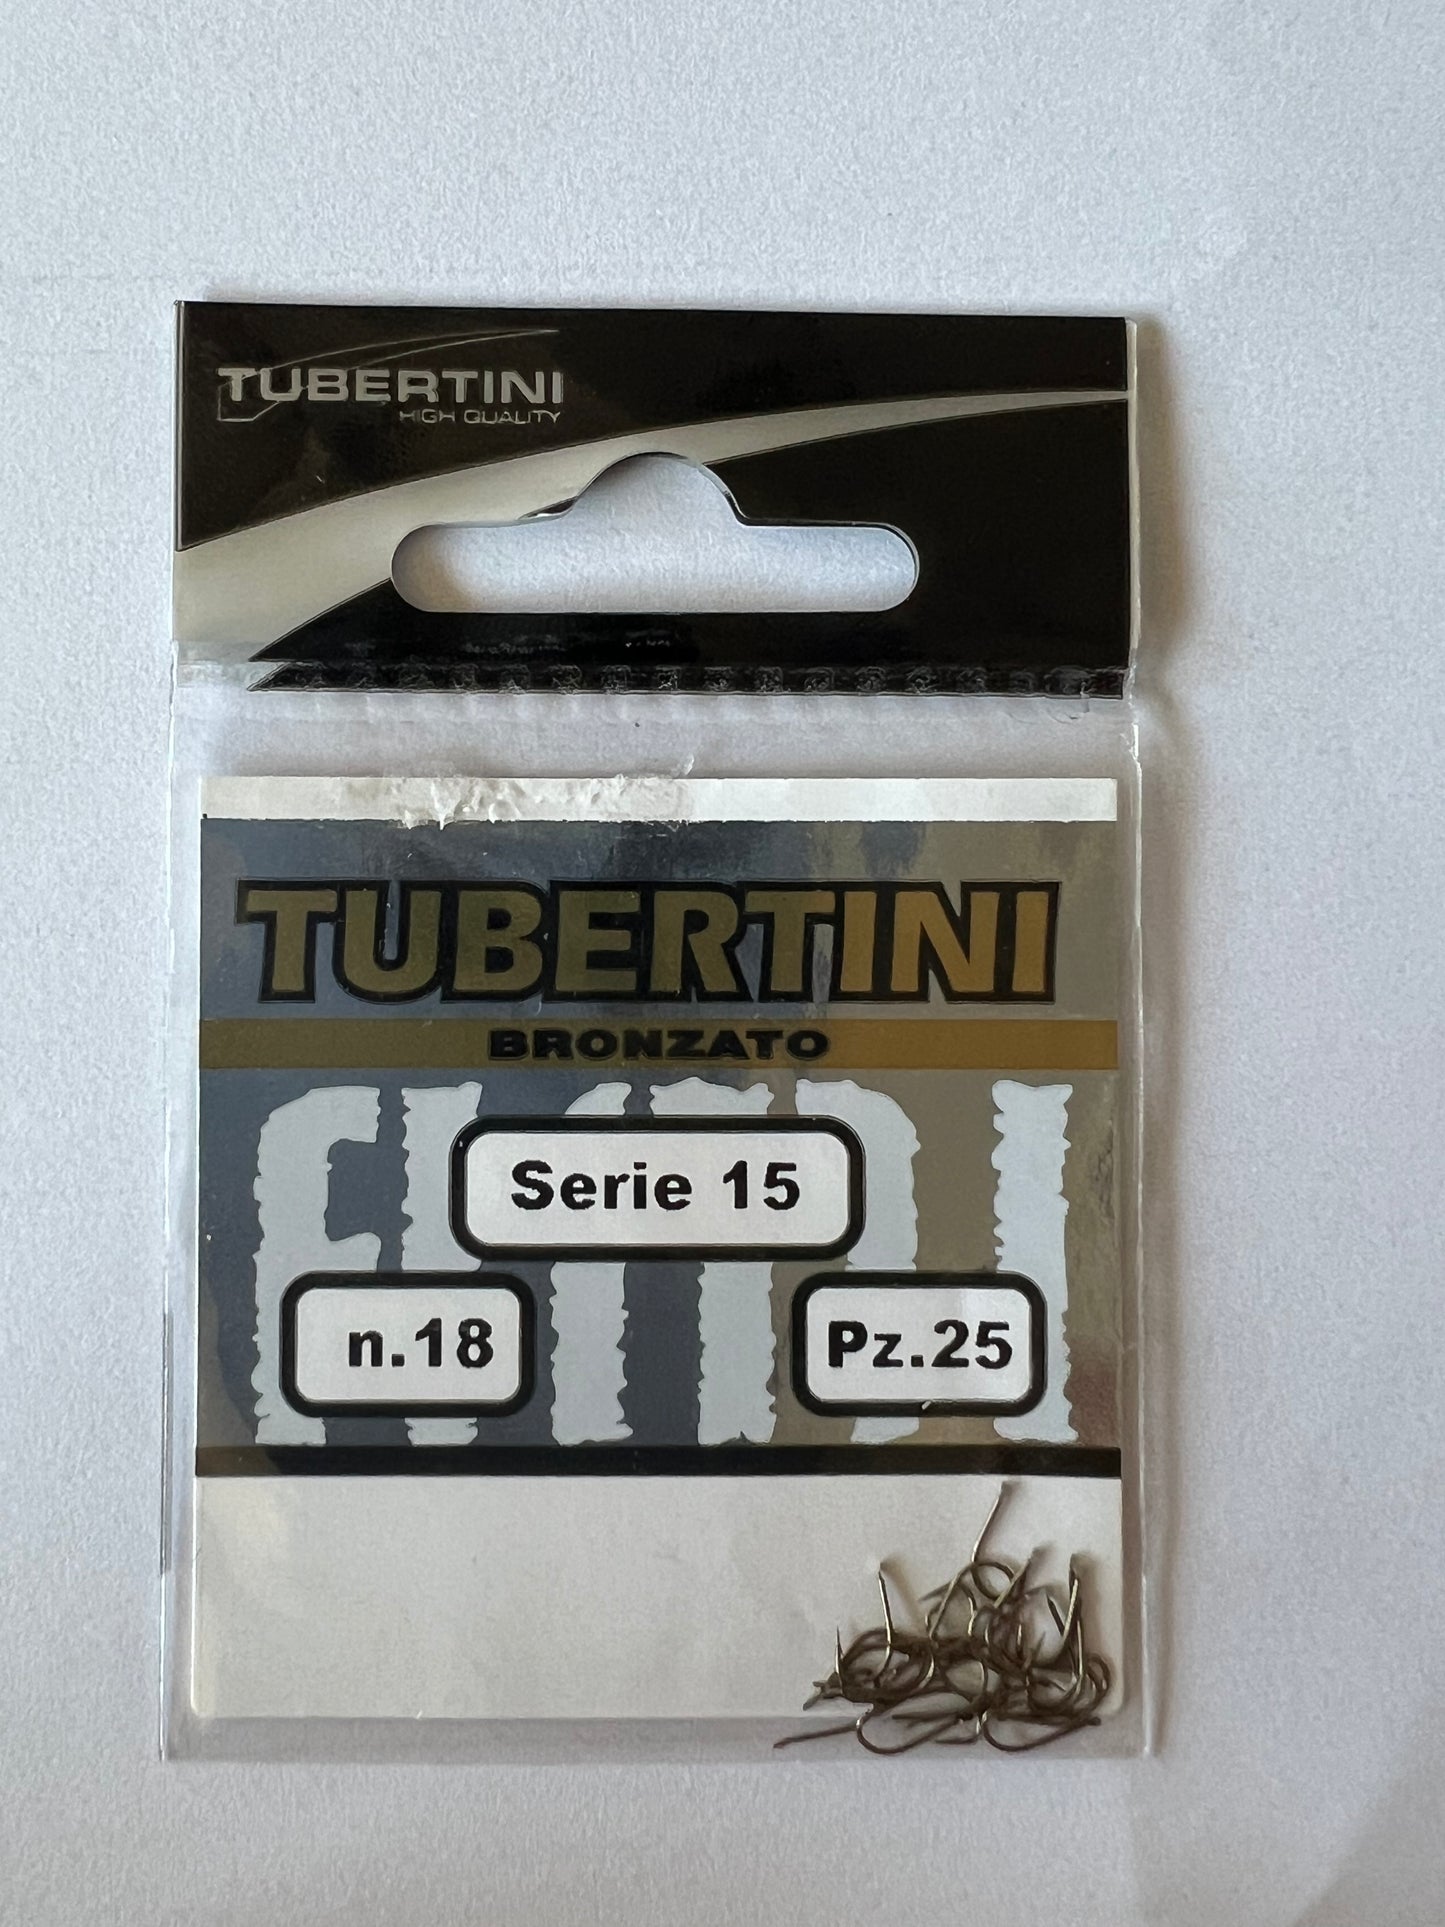 TUBERTINI
HIGH QUALITY
TUBERTINI
BRONZATO
Serie 15
n.18
Pz.25